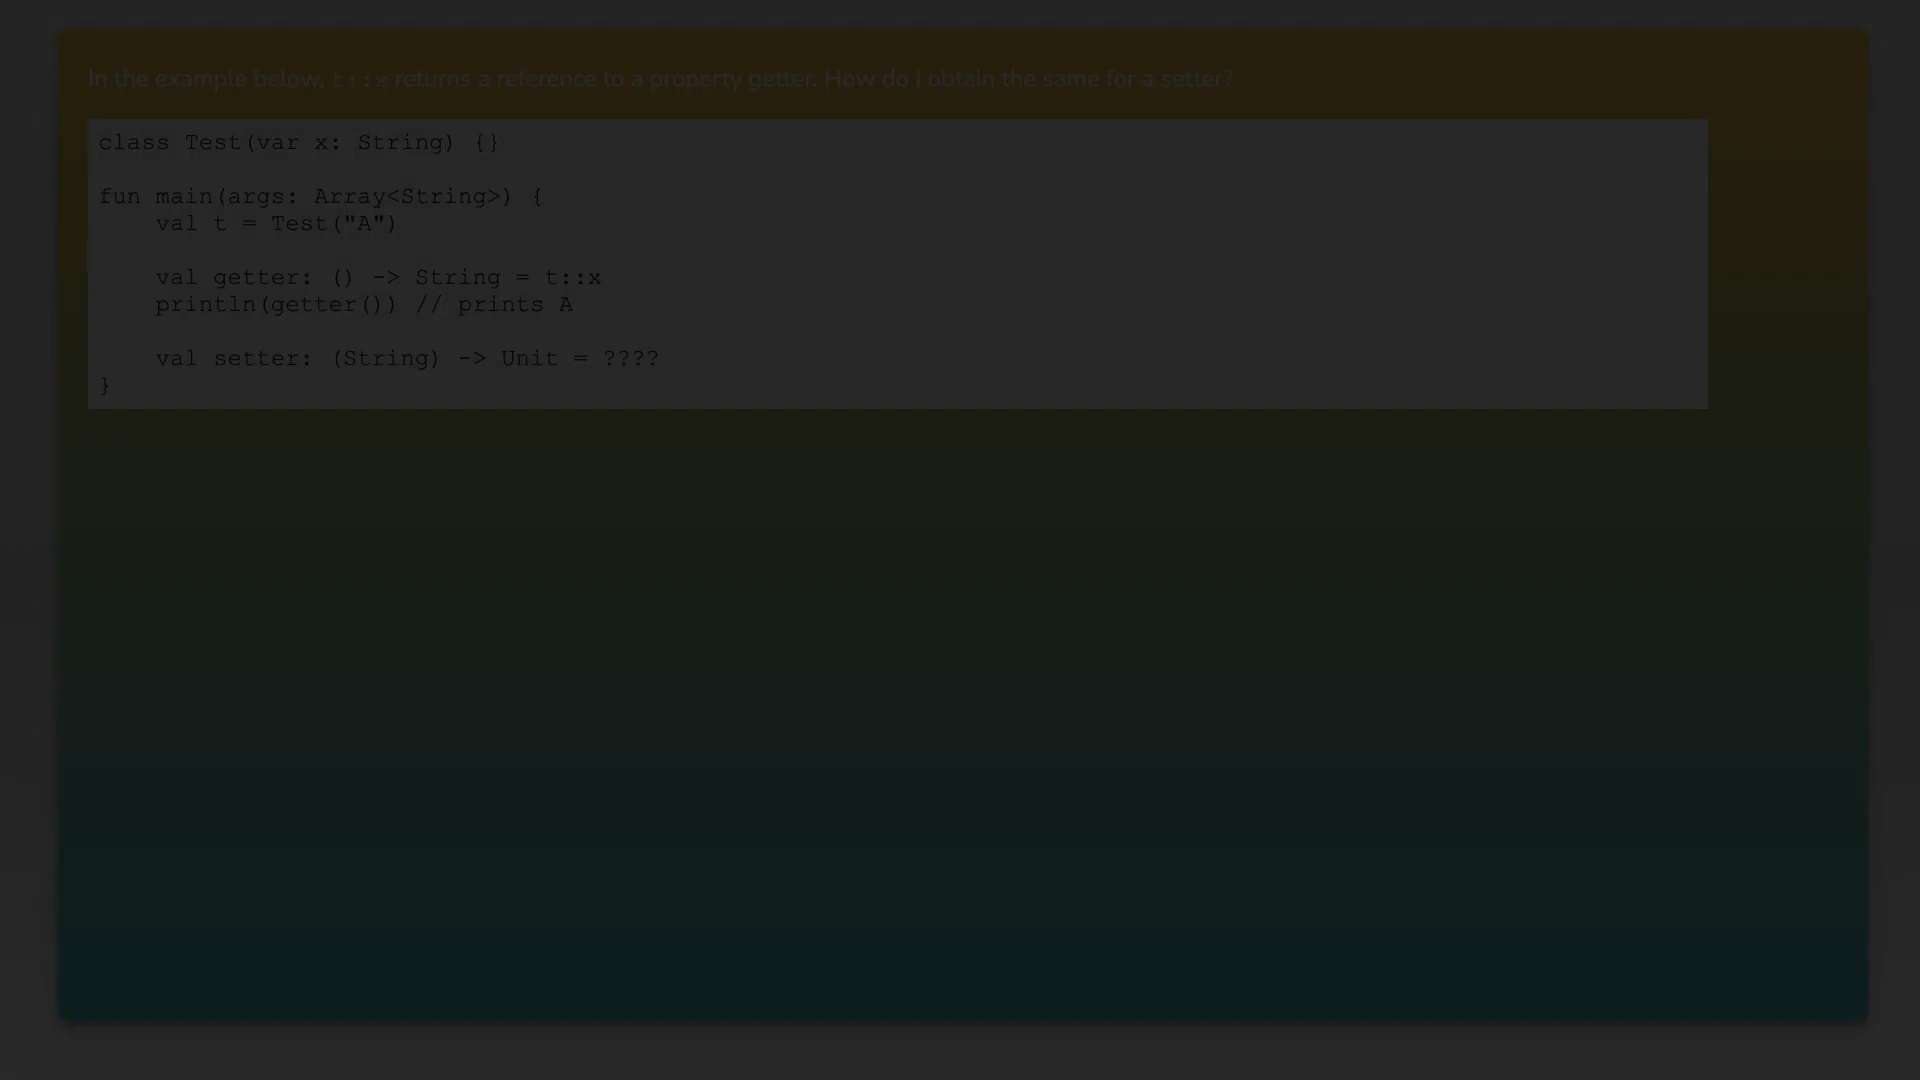 In the example below, t::x returns a reference to a property getter. How do I obtain the same for a setter?
class Test(var x: String) {}
fun main(args: Array<String>) {
    val t = Test("A")
    val getter: () -> String = t::x
    println(getter()) // prints A
    val setter: (String) -> Unit = ????
}